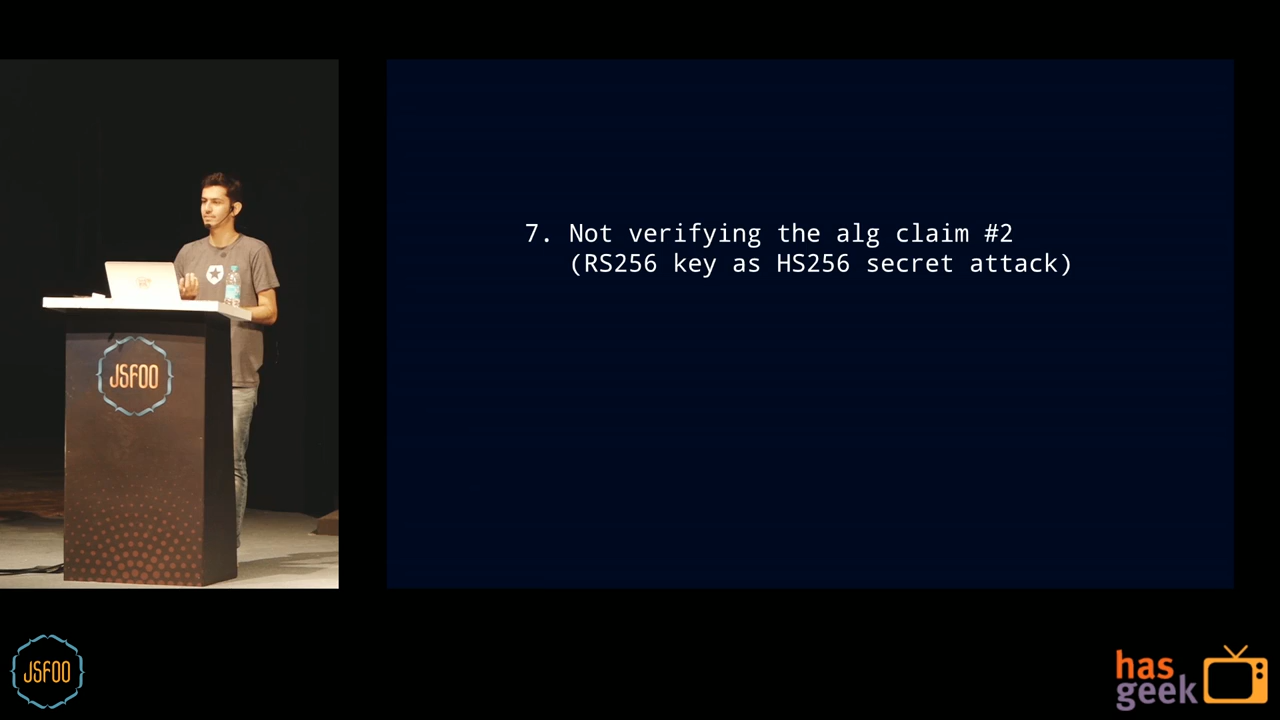 7. Not verifying the alg claim #2
(RS256 key as HS256 secret attack)
JSFOO
JSFOO
has
geek